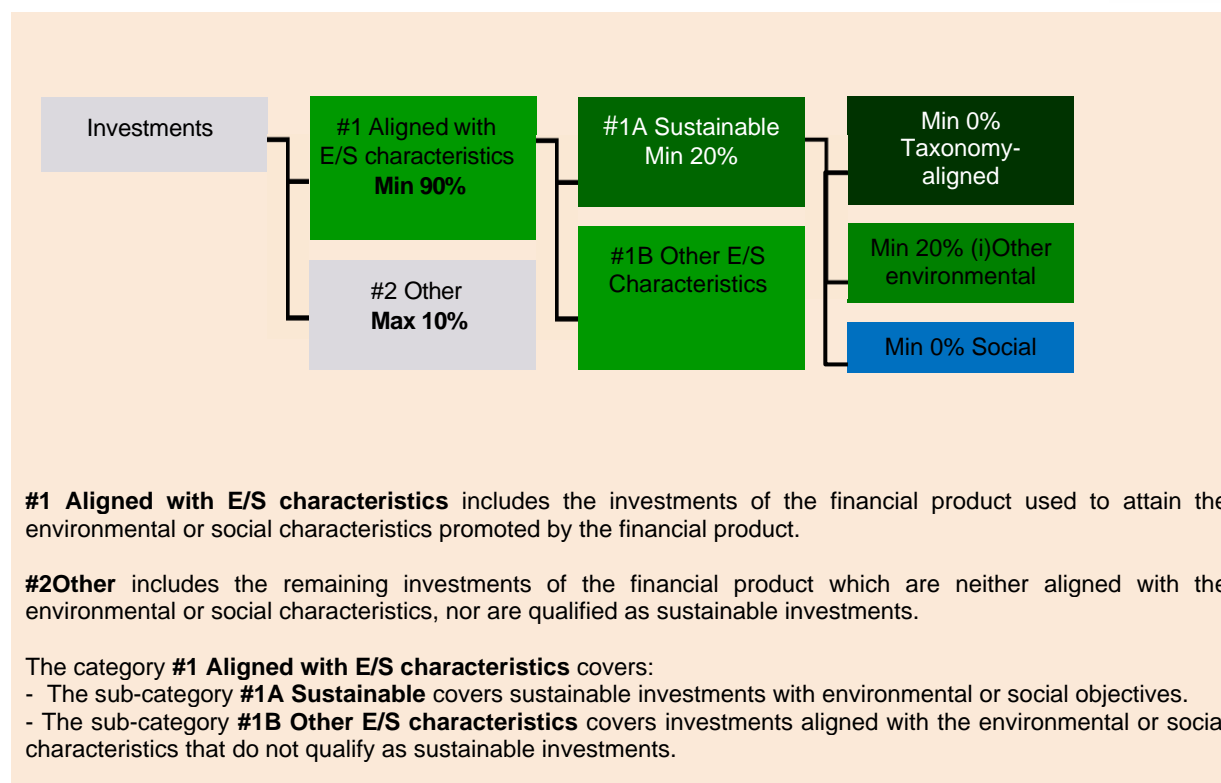 Investments
#1 Aligned with
E/S characteristics
Min 90%
#2 Other
Max 10%
#1A Sustainable
Min 20%
#1B Other E/S
Characteristics
Min 0%
Taxonomy-
aligned
Min 20% (i)Other
environmental
Min 0% Social
#1 Aligned with E/S characteristics includes the investments of the financial product used to attain the
environmental or social characteristics promoted by the financial product.
#2Other includes the remaining investments of the financial product which are neither aligned with the
environmental or social characteristics, nor are qualified as sustainable investments.
The category #1 Aligned with E/S characteristics covers:
- The sub-category #1A Sustainable covers sustainable investments with environmental or social objectives.
- The sub-category #1B Other E/S characteristics covers investments aligned with the environmental or social
characteristics that do not qualify as sustainable investments.